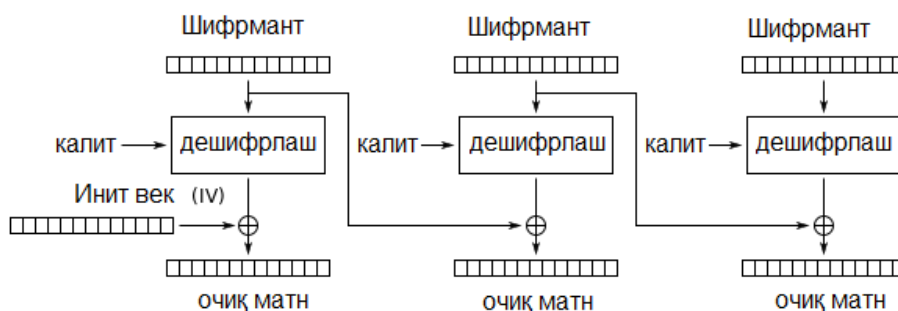 Шифрмант Шифрмант Шифрмант
калит дешифрлаш калит дешифрлаш калит дешифрлаш
Инит век (IV)
очиқ матн очиқ матн очиқ матн